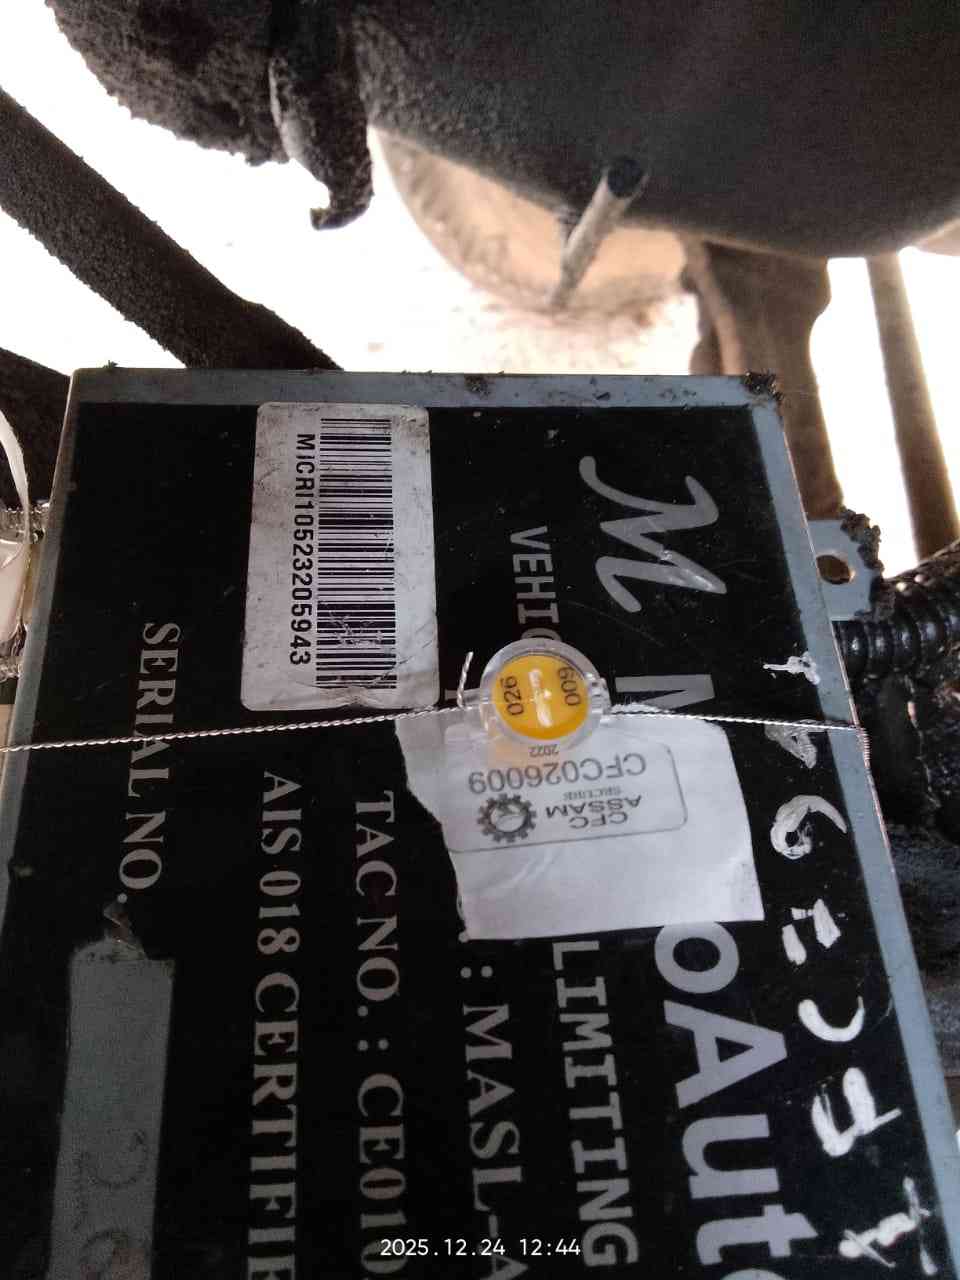 VEHIC
LIMITING
oAut
: MASL-A
TAC NO. : CE010
AIS 018 CERTIFIE
SERIAL NO.
MICRI10523205943
026
009
2022
CFC026009
SECURE
ASSAM
CFC
2025.12.24 12:44